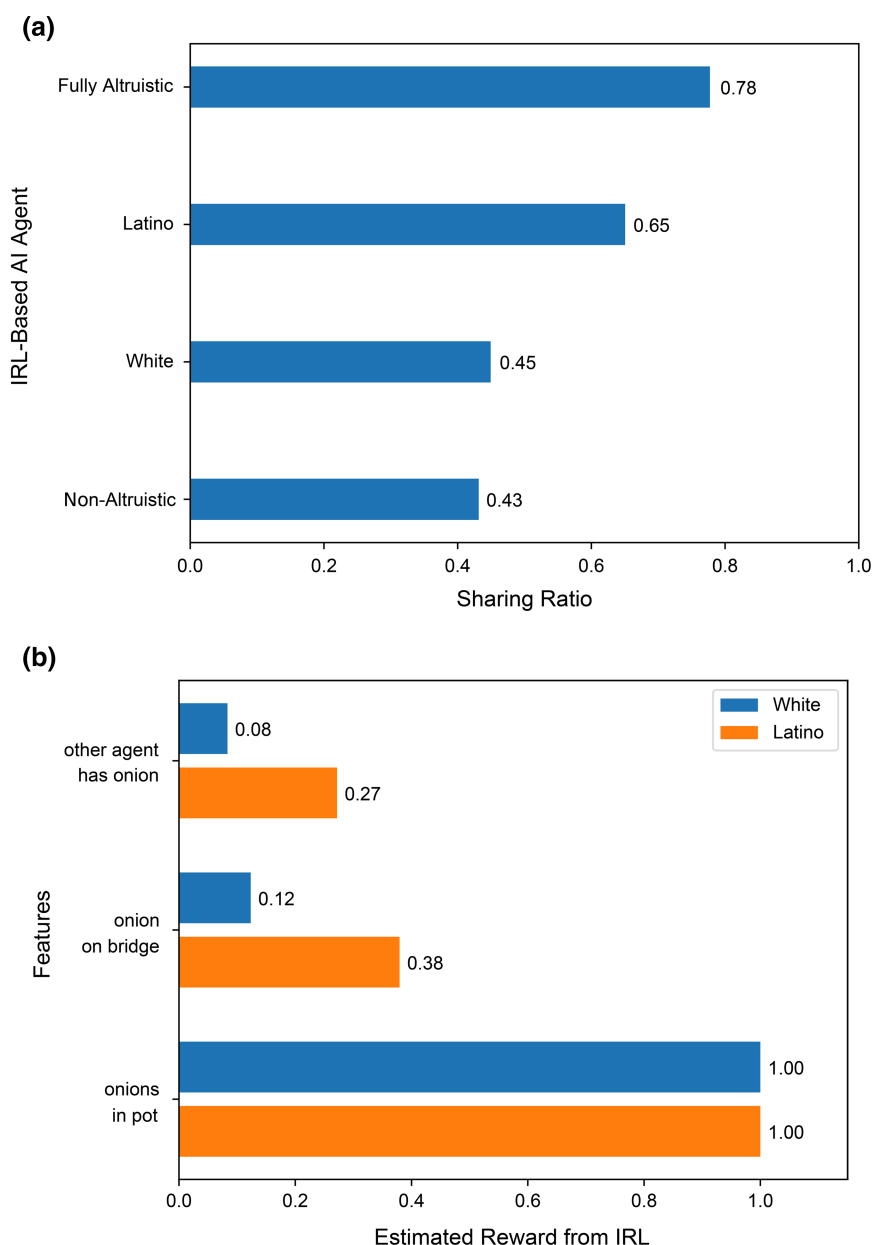 (a)
Fully Altruistic
0.78
Latino
0.65
White
0.45
Non-Altruistic
0.43
IRL-Based AI Agent
0.0 0.2 0.4 0.6 0.8 1.0
Sharing Ratio
(b)
White
Latino
other agent
has onion
0.08
0.27
onion
on bridge
0.12
0.38
onions
in pot
1.00
1.00
Features
0.0 0.2 0.4 0.6 0.8 1.0
Estimated Reward from IRL